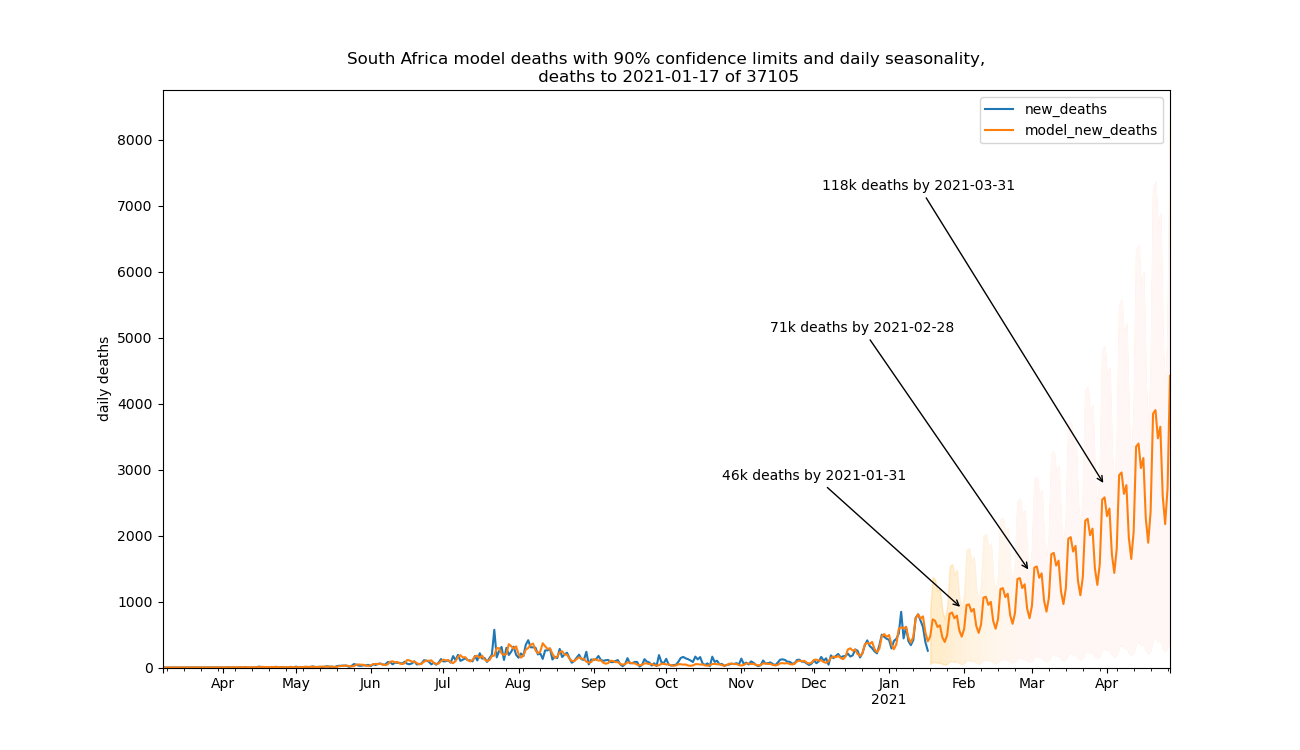 South Africa model deaths with 90% confidence limits and daily seasonality,
deaths to 2021-01-17 of 37105
new_deaths
model_new_deaths
8000
7000
6000
5000
4000
3000
2000
1000
0
daily deaths
118k deaths by 2021-03-31
71k deaths by 2021-02-28
46k deaths by 2021-01-31
Apr May Jun Jul Aug Sep Oct Nov Dec Jan Feb Mar Apr
2021